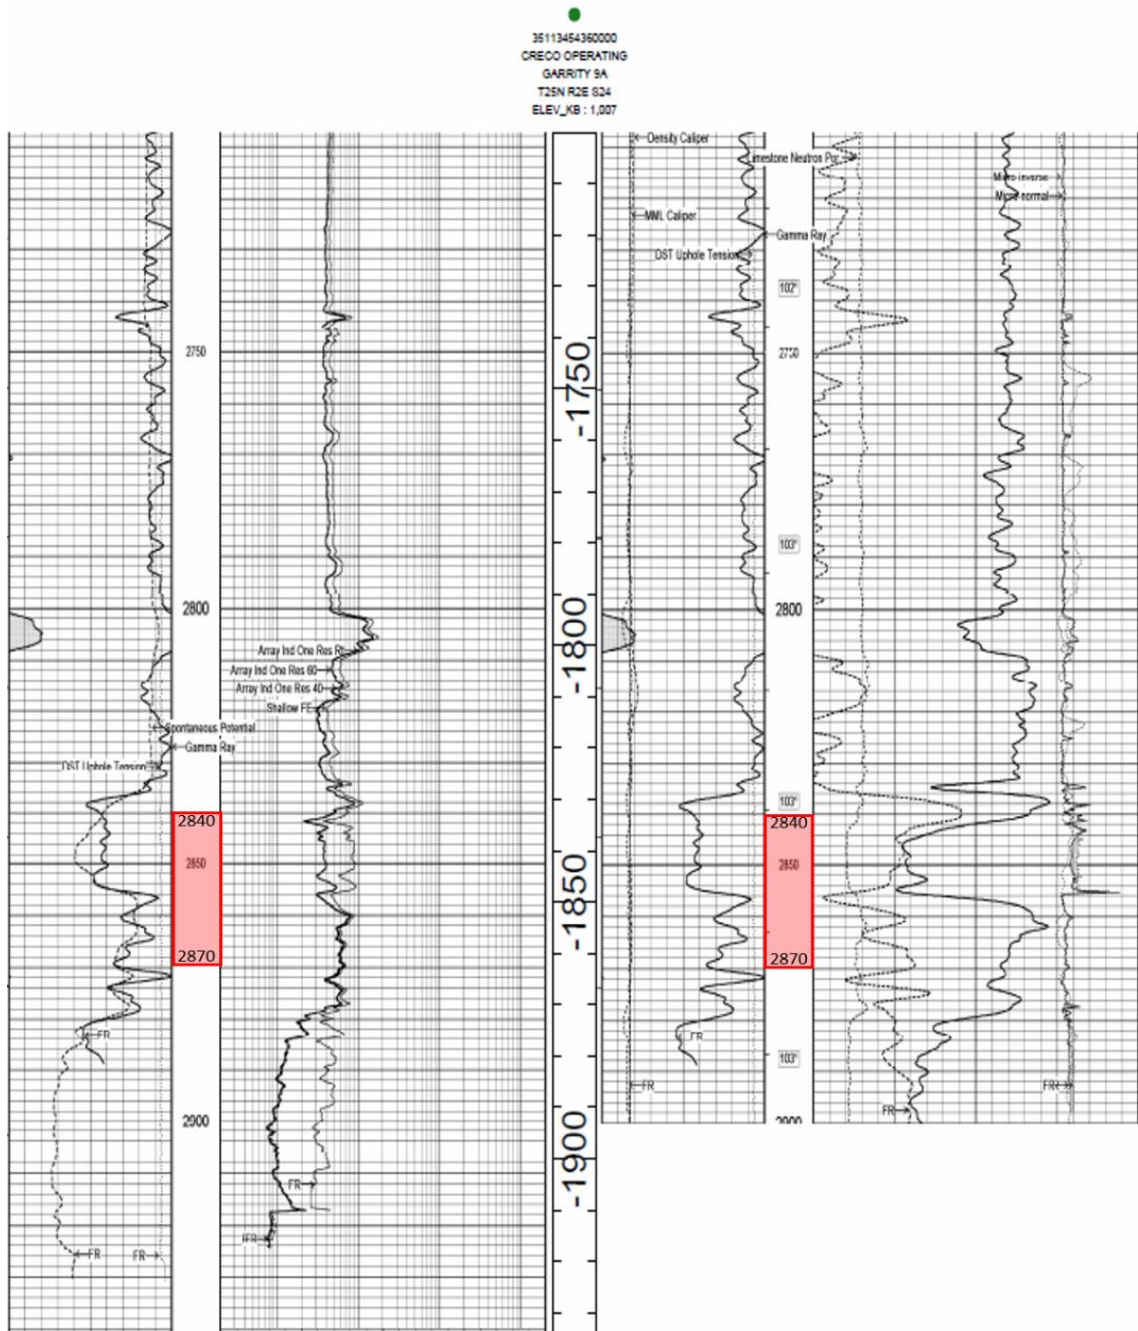 35113454360000
CRECO OPERATING
GARRITY 9A
T25N R2E S24
ELEV_KB : 1,007
2750
2800
Array Ind One Res Rt
Array Ind One Res 60
Array Ind One Res 40
Shallow FE
Spontaneous Potential
Gamma Ray
DST Uphole Tension
2840
2850
2870
FR
2900
FR
FR
FR
FR
-1750
-1800
-1850
-1900
Density Caliper
Limestone Neutron Por
Micro inverse
Micro normal
MML Caliper
Gamma Ray
DST Uphole Tension
102°
2750
103°
2800
103°
2840
2850
2870
FR
103°
FR
FR
FR
2900